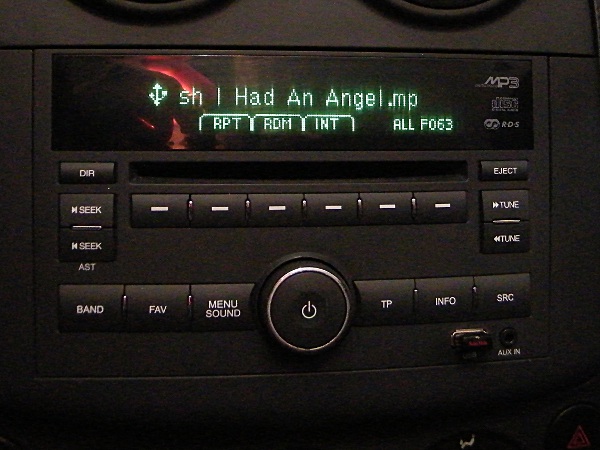 sh I Had An Angel.mp
MP3
RPT RDM INT ALL F063
disc
RDS
DIR
EJECT
SEEK
TUNE
SEEK
TUNE
AST
BAND FAV MENU SOUND TP INFO SRC
AUX IN